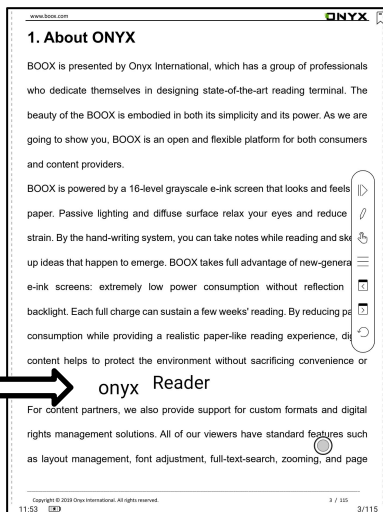 www.boox.com
ONYX
1. About ONYX
BOOX is presented by Onyx International, which has a group of professionals
who dedicate themselves in designing state-of-the-art reading terminal. The
beauty of the BOOX is embodied in both its simplicity and its power. As we are
going to show you, BOOX is an open and flexible platform for both consumers
and content providers.
BOOX is powered by a 16-level grayscale e-ink screen that looks and feels
paper. Passive lighting and diffuse surface relax your eyes and reduce
strain. By the hand-writing system, you can take notes while reading and ske
up ideas that happen to emerge. BOOX takes full advantage of new-genera
e-ink screens: extremely low power consumption without reflection
backlight. Each full charge can sustain a few weeks' reading. By reducing pa
consumption while providing a realistic paper-like reading experience, dig
content helps to protect the environment without sacrificing convenience or
onyx Reader
For content partners, we also provide support for custom formats and digital
rights management solutions. All of our viewers have standard features such
as layout management, font adjustment, full-text-search, zooming, and page
Copyright © 2019 Onyx International. All rights reserved.
3 / 115
11:53
3/115